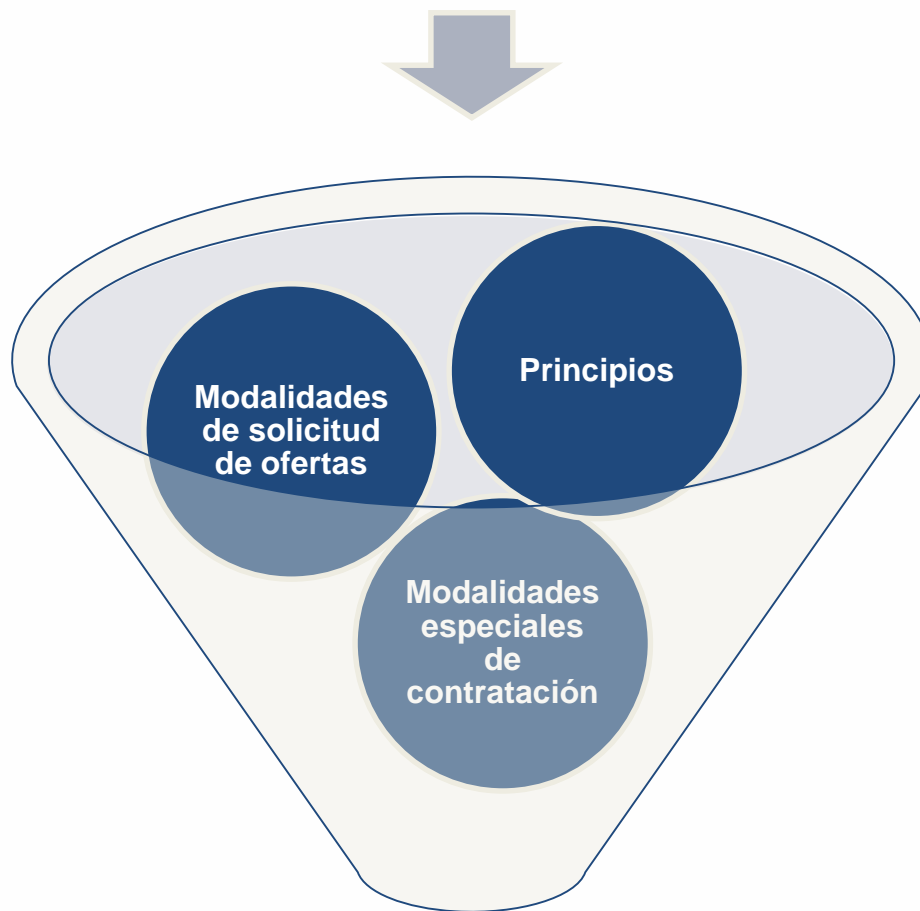 Principios
Modalidades
de solicitud
de ofertas
Modalidades
especiales
de
contratación